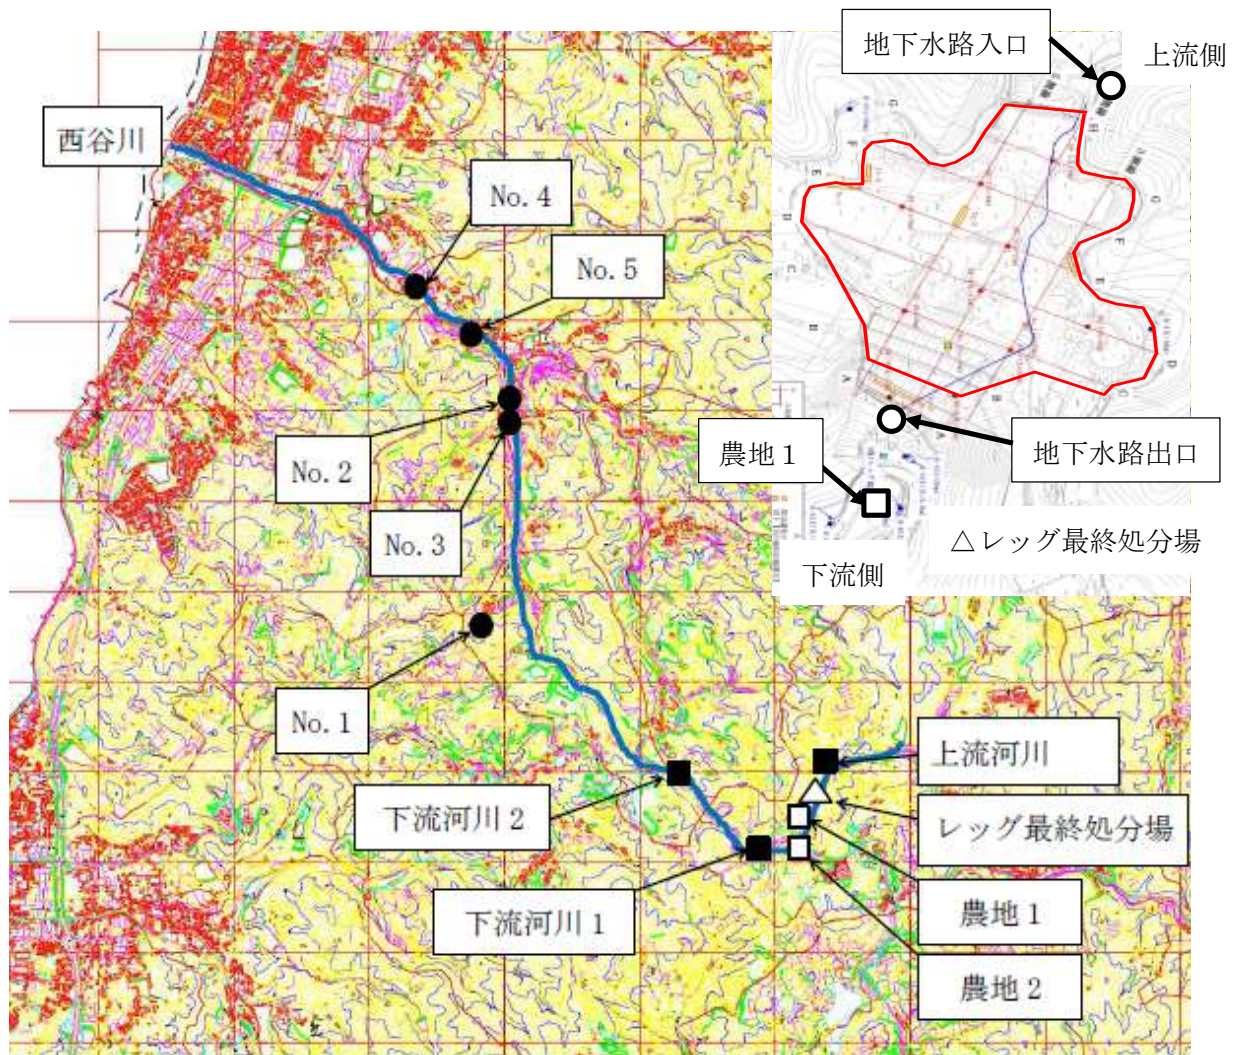 地下水路入口
上流側
西谷川
No. 4
No. 5
農地１
地下水路出口
No. 2
△レッグ最終処分場
No. 3
下流側
No. 1
上流河川
下流河川 2
レッグ最終処分場
下流河川 1
農地 1
農地 2
G
F
E
D
C
B
A
H
G
F
E
D
C
B
A